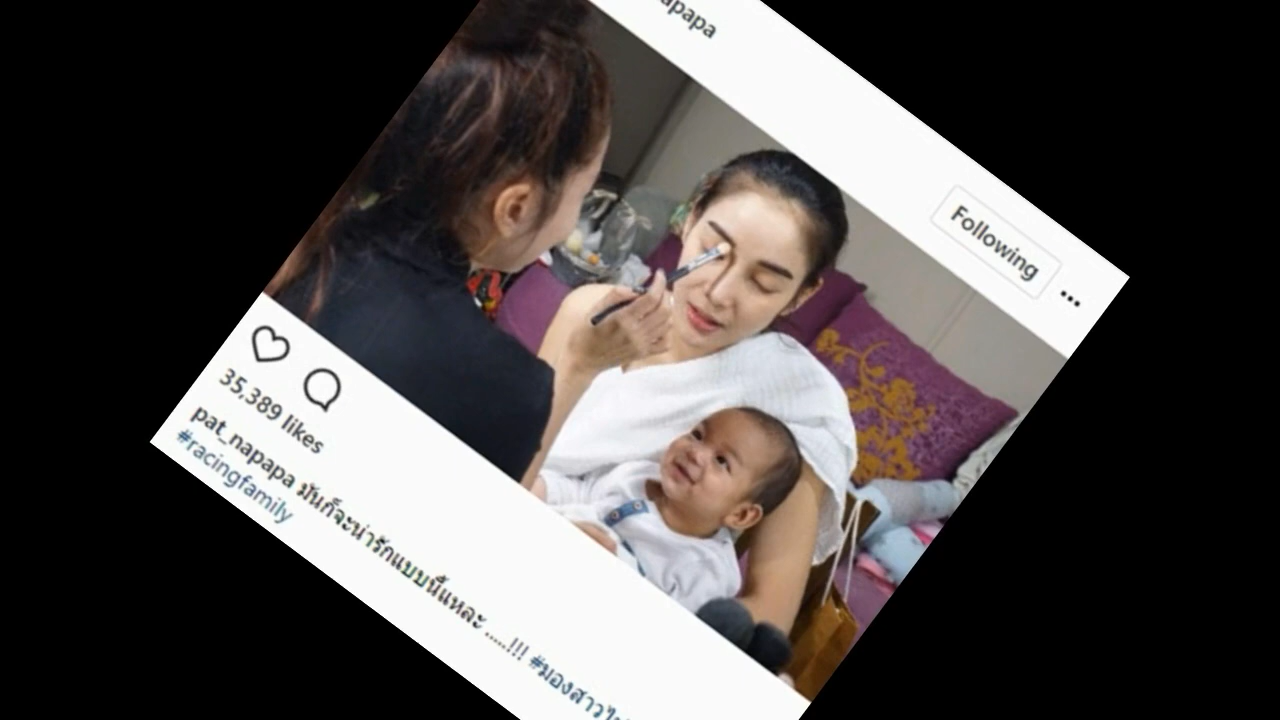 Following
35,389 likes
pat_napapa มันก็จะน่ารักแบบนี้แหละ .....!!! #มองสาว
#racingfamily